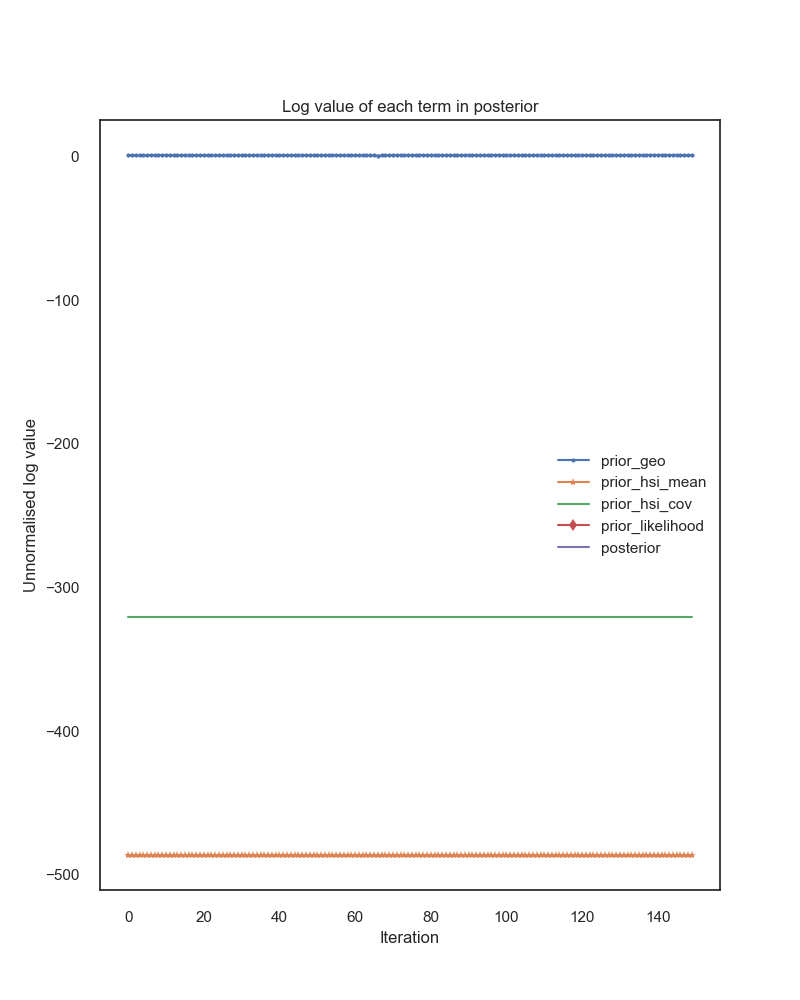 Log value of each term in posterior
Unnormalised log value
0
−100
−200
−300
−400
−500
prior_geo
prior_hsi_mean
prior_hsi_cov
prior_likelihood
posterior
0 20 40 60 80 100 120 140
Iteration